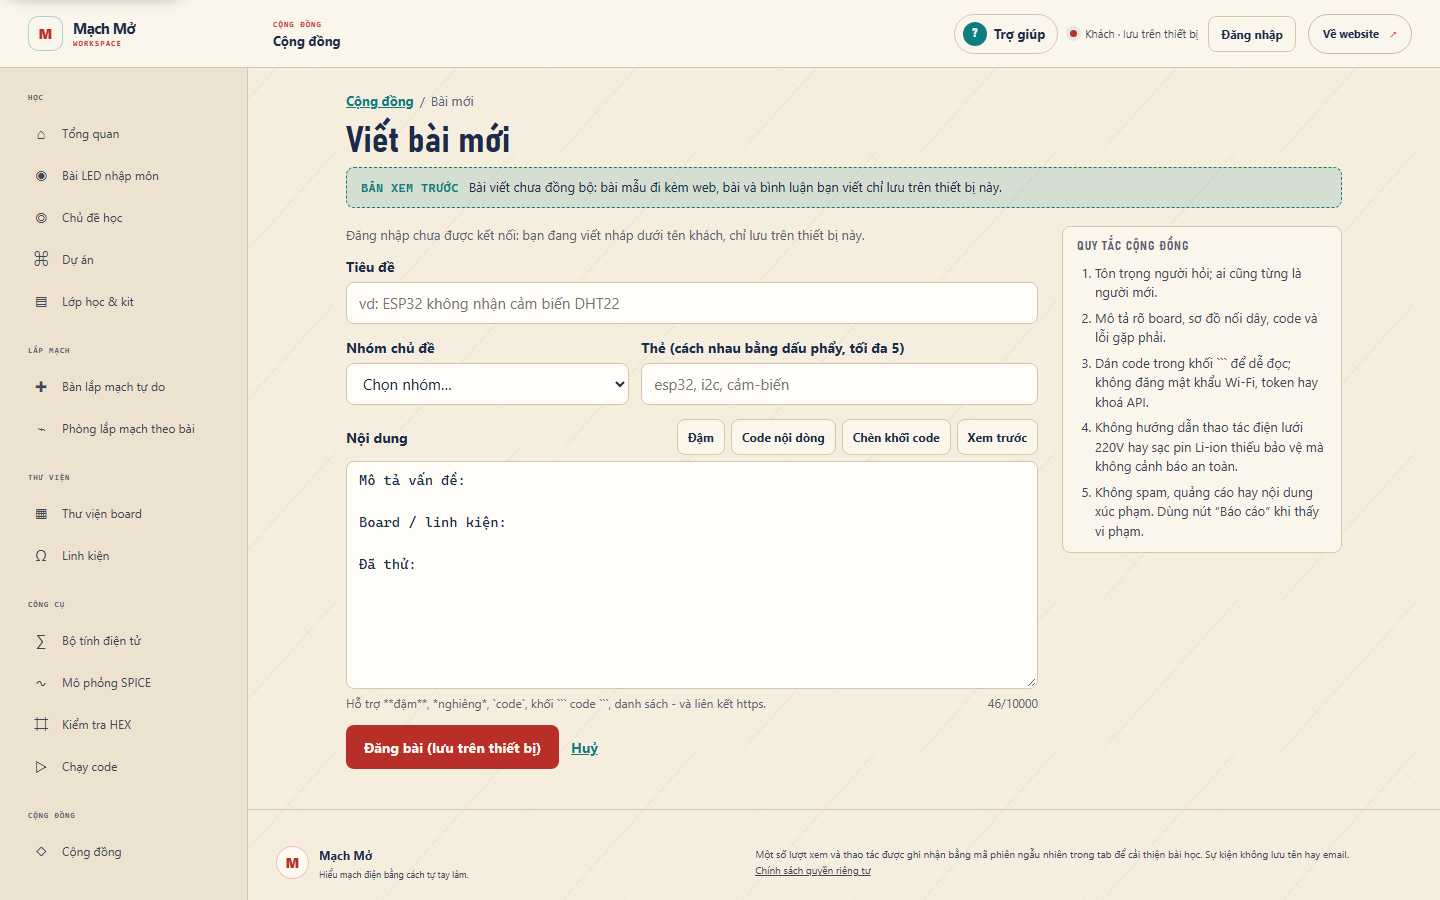 M
Mạch Mở
WORKSPACE
CỘNG ĐỒNG
Cộng đồng
? Trợ giúp
Khách · lưu trên thiết bị
Đăng nhập
Về website ↗
HỌC
Tổng quan
Bài LED nhập môn
Chủ đề học
Dự án
Lớp học & kit
LẮP MẠCH
Bàn lắp mạch tự do
Phòng lắp mạch theo bài
THƯ VIỆN
Thư viện board
Linh kiện
CÔNG CỤ
Bộ tính điện tử
Mô phỏng SPICE
Kiểm tra HEX
Chạy code
CỘNG ĐỒNG
Cộng đồng
Cộng đồng / Bài mới
Viết bài mới
BẢN XEM TRƯỚC Bài viết chưa đồng bộ: bài mẫu đi kèm web, bài và bình luận bạn viết chỉ lưu trên thiết bị này.
Đăng nhập chưa được kết nối: bạn đang viết nháp dưới tên khách, chỉ lưu trên thiết bị này.
Tiêu đề
vd: ESP32 không nhận cảm biến DHT22
Nhóm chủ đề
Chọn nhóm...
Thẻ (cách nhau bằng dấu phẩy, tối đa 5)
esp32, i2c, cảm-biến
Nội dung
Đậm
Code nội dòng
Chèn khối code
Xem trước
Mô tả vấn đề:
Board / linh kiện:
Đã thử:
Hỗ trợ **đậm**, *nghiêng*, `code`, khối ``` code ```, danh sách - và liên kết https.
46/10000
Đăng bài (lưu trên thiết bị)
Huỷ
QUY TẮC CỘNG ĐỒNG
1. Tôn trọng người hỏi; ai cũng từng là
người mới.
2. Mô tả rõ board, sơ đồ nối dây, code và
lỗi gặp phải.
3. Dán code trong khối ``` để dễ đọc;
không đăng mật khẩu Wi-Fi, token hay
khoá API.
4. Không hướng dẫn thao tác điện lưới
220V hay sạc pin Li-ion thiếu bảo vệ mà
không cảnh báo an toàn.
5. Không spam, quảng cáo hay nội dung
xúc phạm. Dùng nút “Báo cáo” khi thấy
vi phạm.
M
Mạch Mở
Hiểu mạch điện bằng cách tự tay làm.
Một số lượt xem và thao tác được ghi nhận bằng mã phiên ngẫu nhiên trong tab để cải thiện bài học. Sự kiện không lưu tên hay email.
Chính sách quyền riêng tư